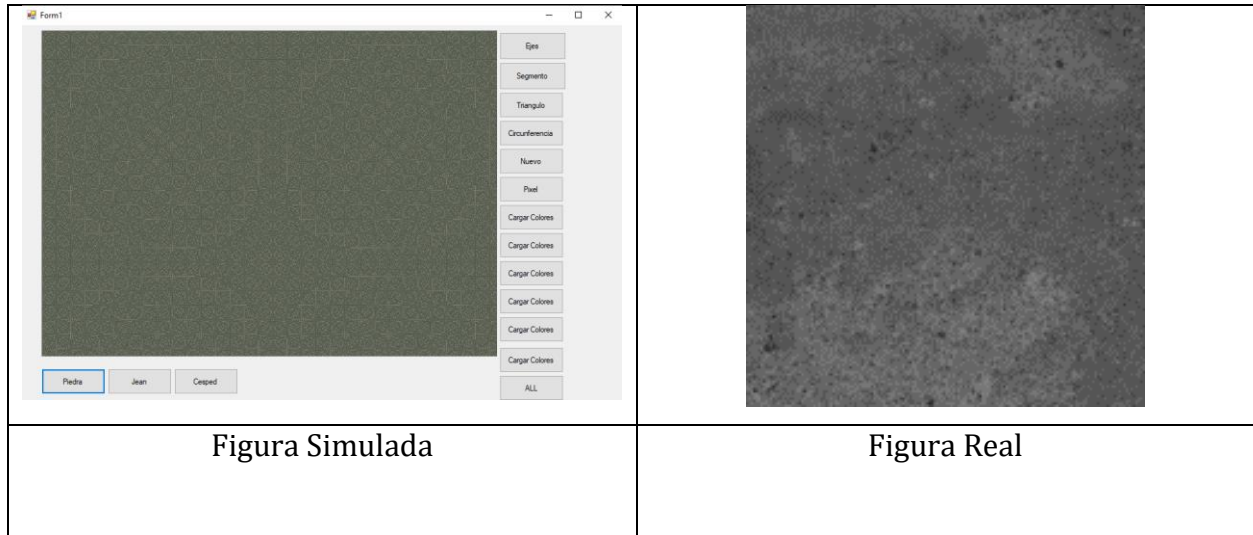 Form1
Ejes
Segmento
Triangulo
Circunferencia
Nuevo
Pixel
Cargar Colores
Cargar Colores
Cargar Colores
Cargar Colores
Cargar Colores
Cargar Colores
ALL
Piedra Jean Cesped
Figura Simulada Figura Real